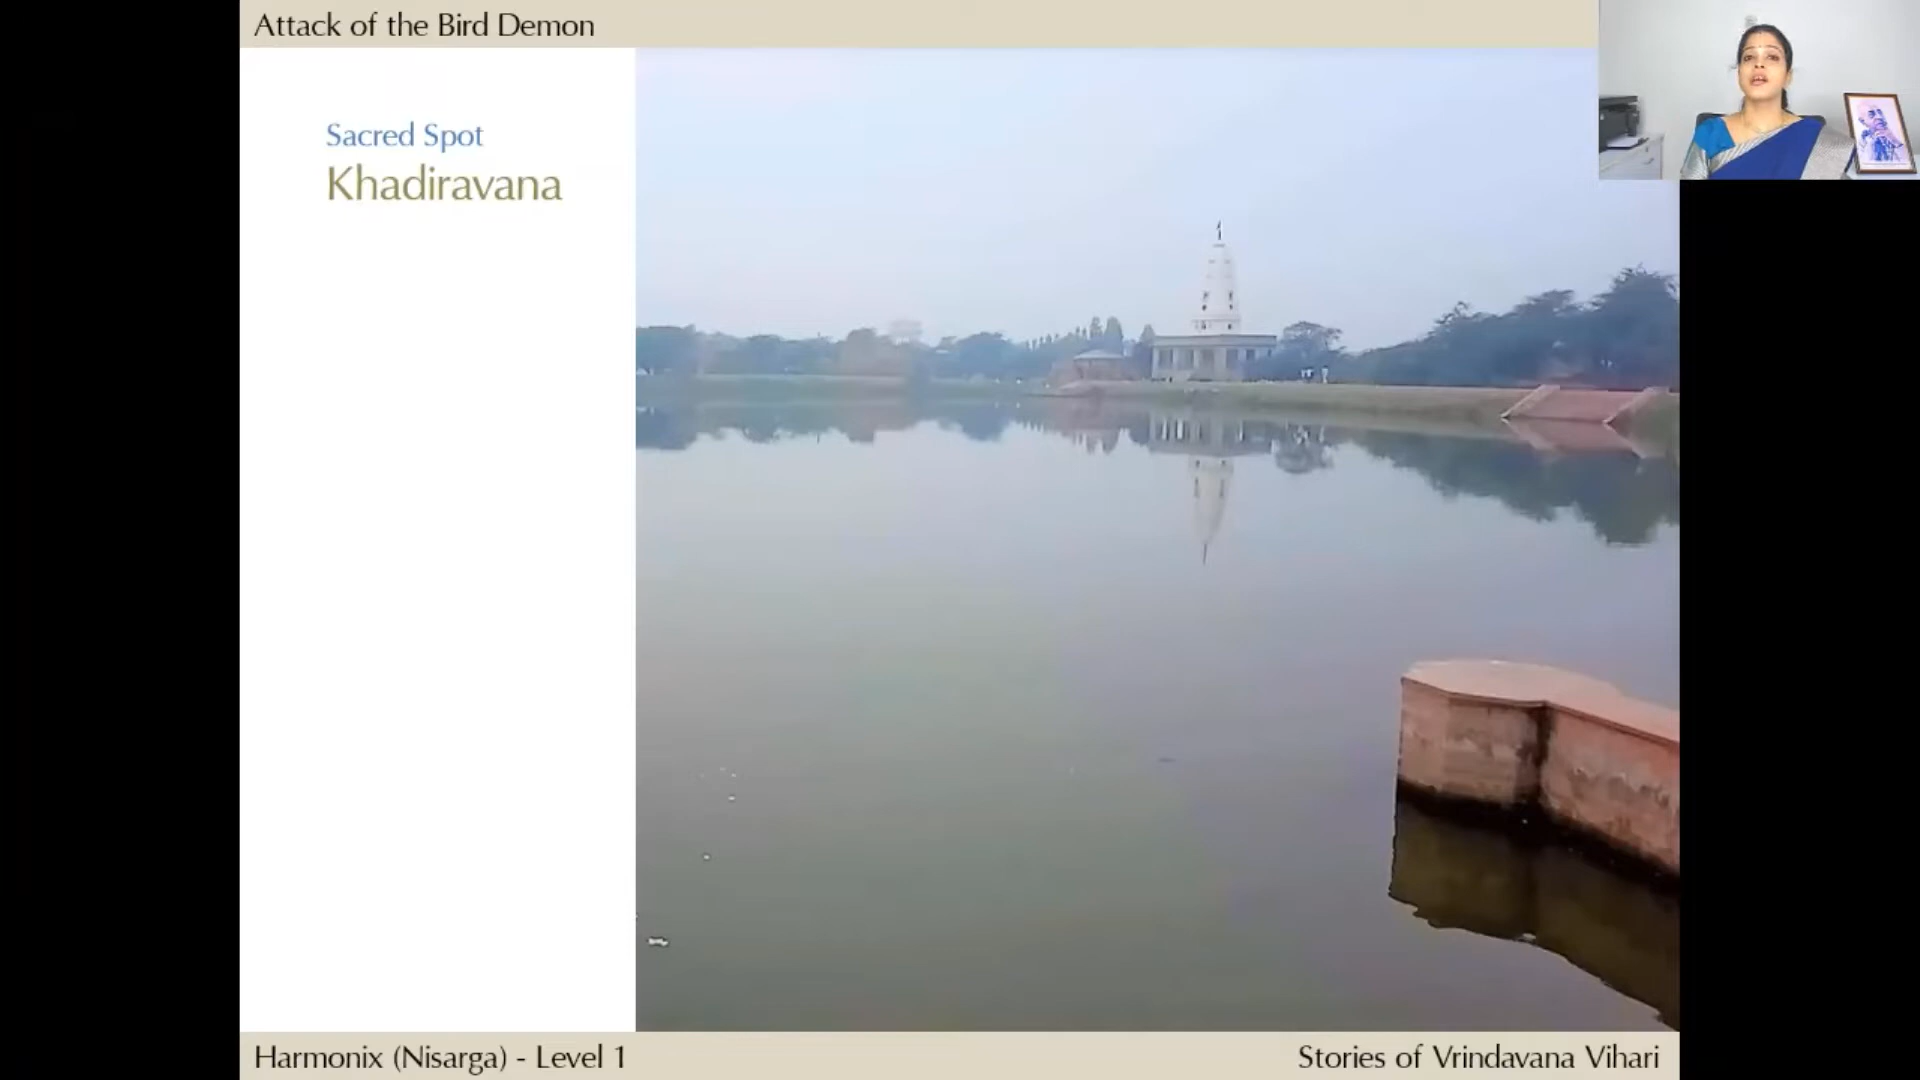 Attack of the Bird Demon
Sacred Spot
Khadiravana
Harmonix (Nisarga) - Level 1
Stories of Vrindavana Vihari